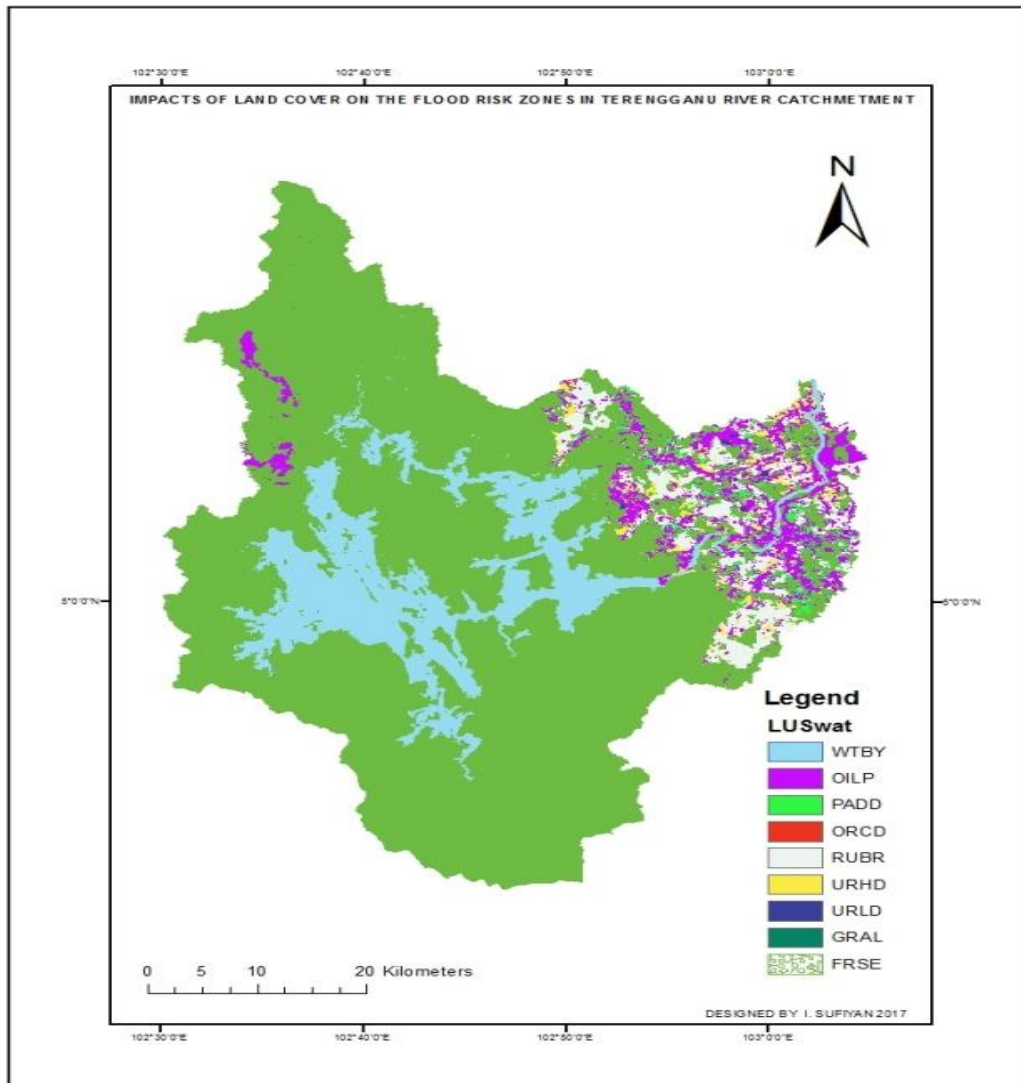 102°30'0"E 102°40'0"E 102°50'0"E 103°0'0"E
IMPACTS OF LAND COVER ON THE FLOOD RISK ZONES IN TERENGGANU RIVER CATCHMETMENT
N
5°0'0"N 5°0'0"N
Legend
LUSwat
WTBY
OILP
PADD
ORCD
RUBR
URHD
URLD
GRAL
FRSE
0 5 10 20 Kilometers
DESIGNED BY I. SUFIYAN 2017
102°30'0"E 102°40'0"E 102°50'0"E 103°0'0"E